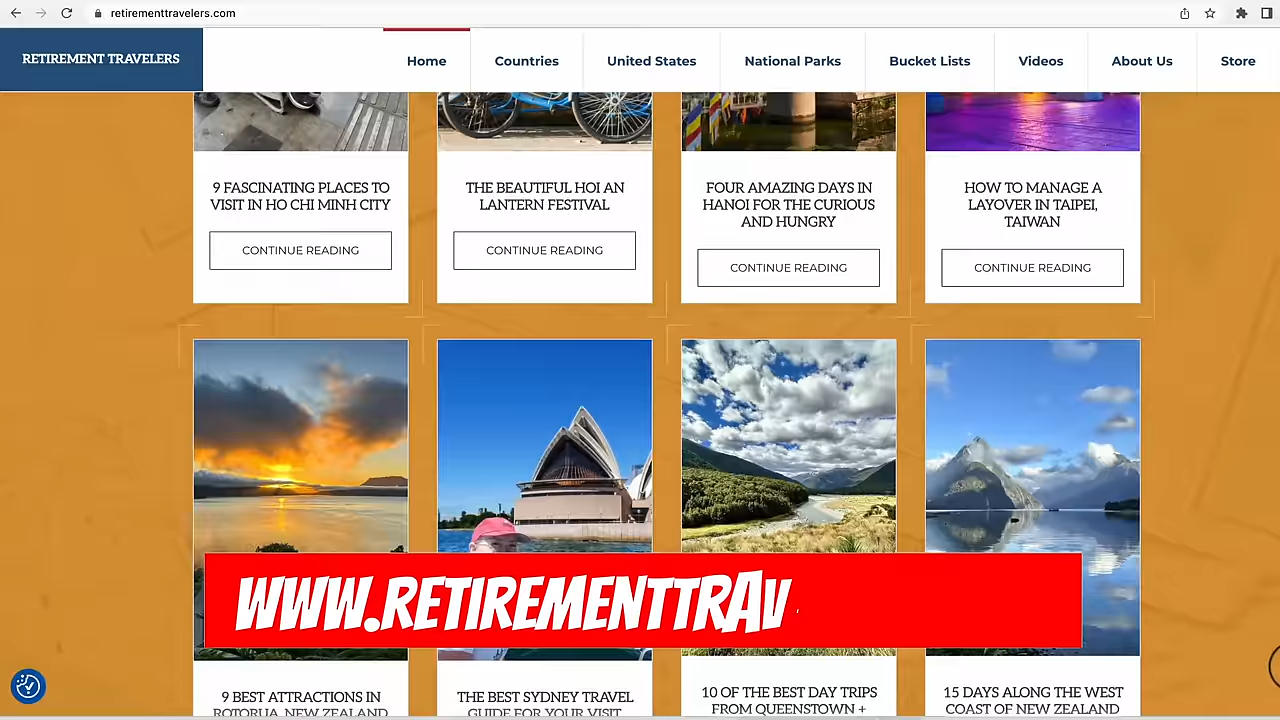 retirementtravelers.com
RETIREMENT TRAVELERS
Home
Countries
United States
National Parks
Bucket Lists
Videos
About Us
Store
9 FASCINATING PLACES TO
VISIT IN HO CHI MINH CITY
CONTINUE READING
THE BEAUTIFUL HOI AN
LANTERN FESTIVAL
CONTINUE READING
FOUR AMAZING DAYS IN
HANOI FOR THE CURIOUS
AND HUNGRY
CONTINUE READING
HOW TO MANAGE A
LAYOVER IN TAIPEI,
TAIWAN
CONTINUE READING
WWW.RETIREMENTTRAV
9 BEST ATTRACTIONS IN
ROTORUA, NEW ZEALAND
THE BEST SYDNEY TRAVEL
GUIDE FOR YOUR VISIT
10 OF THE BEST DAY TRIPS
FROM QUEENSTOWN +
15 DAYS ALONG THE WEST
COAST OF NEW ZEALAND